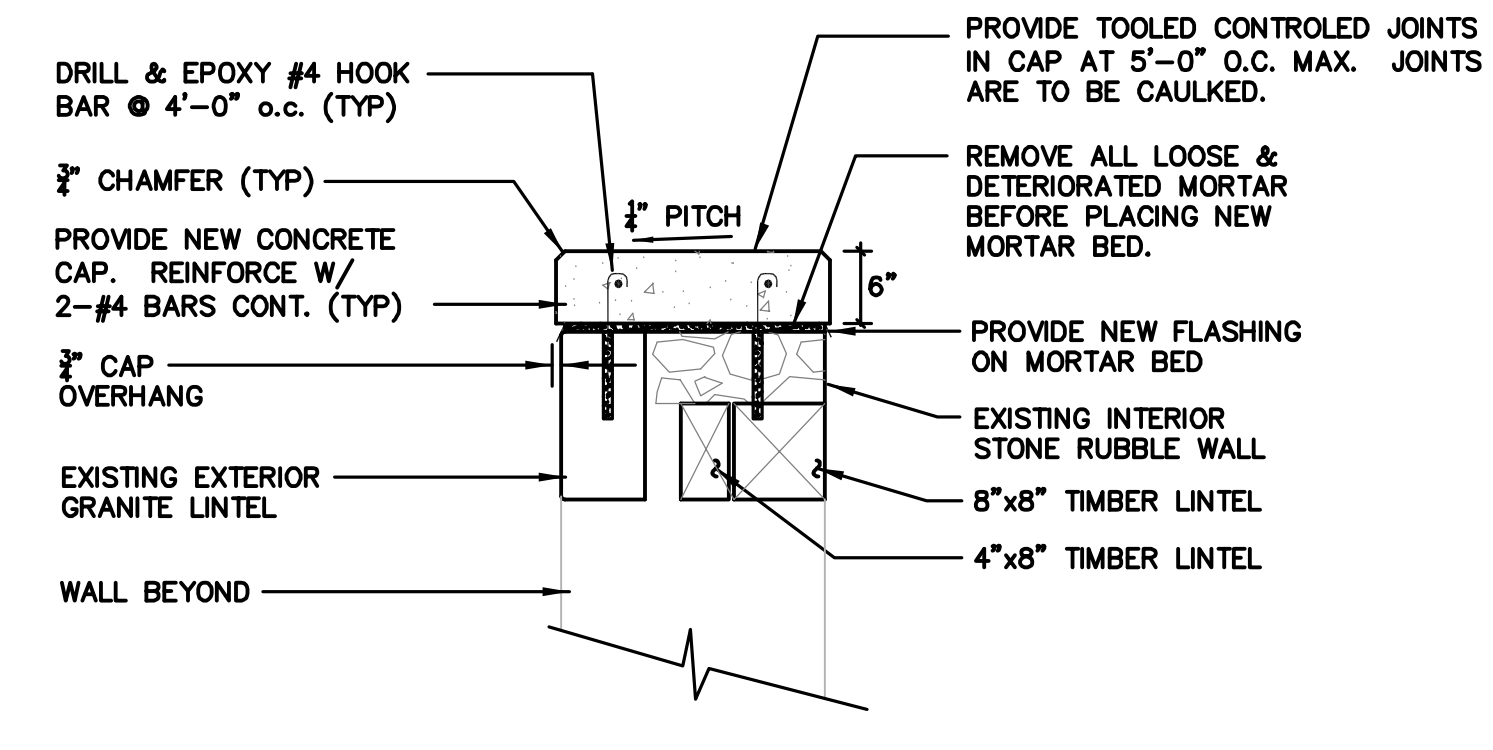 DRILL & EPOXY #4 HOOK
BAR @ 4'-0" o.c. (TYP)
3/4" CHAMFER (TYP)
PROVIDE NEW CONCRETE
CAP. REINFORCE W/
2-#4 BARS CONT. (TYP)
3/4" CAP
OVERHANG
EXISTING EXTERIOR
GRANITE LINTEL
WALL BEYOND
1/4" PITCH
6"
PROVIDE TOOLED CONTROLED JOINTS
IN CAP AT 5'-0" O.C. MAX. JOINTS
ARE TO BE CAULKED.
REMOVE ALL LOOSE &
DETERIORATED MORTAR
BEFORE PLACING NEW
MORTAR BED.
PROVIDE NEW FLASHING
ON MORTAR BED
EXISTING INTERIOR
STONE RUBBLE WALL
8"x8" TIMBER LINTEL
4"x8" TIMBER LINTEL